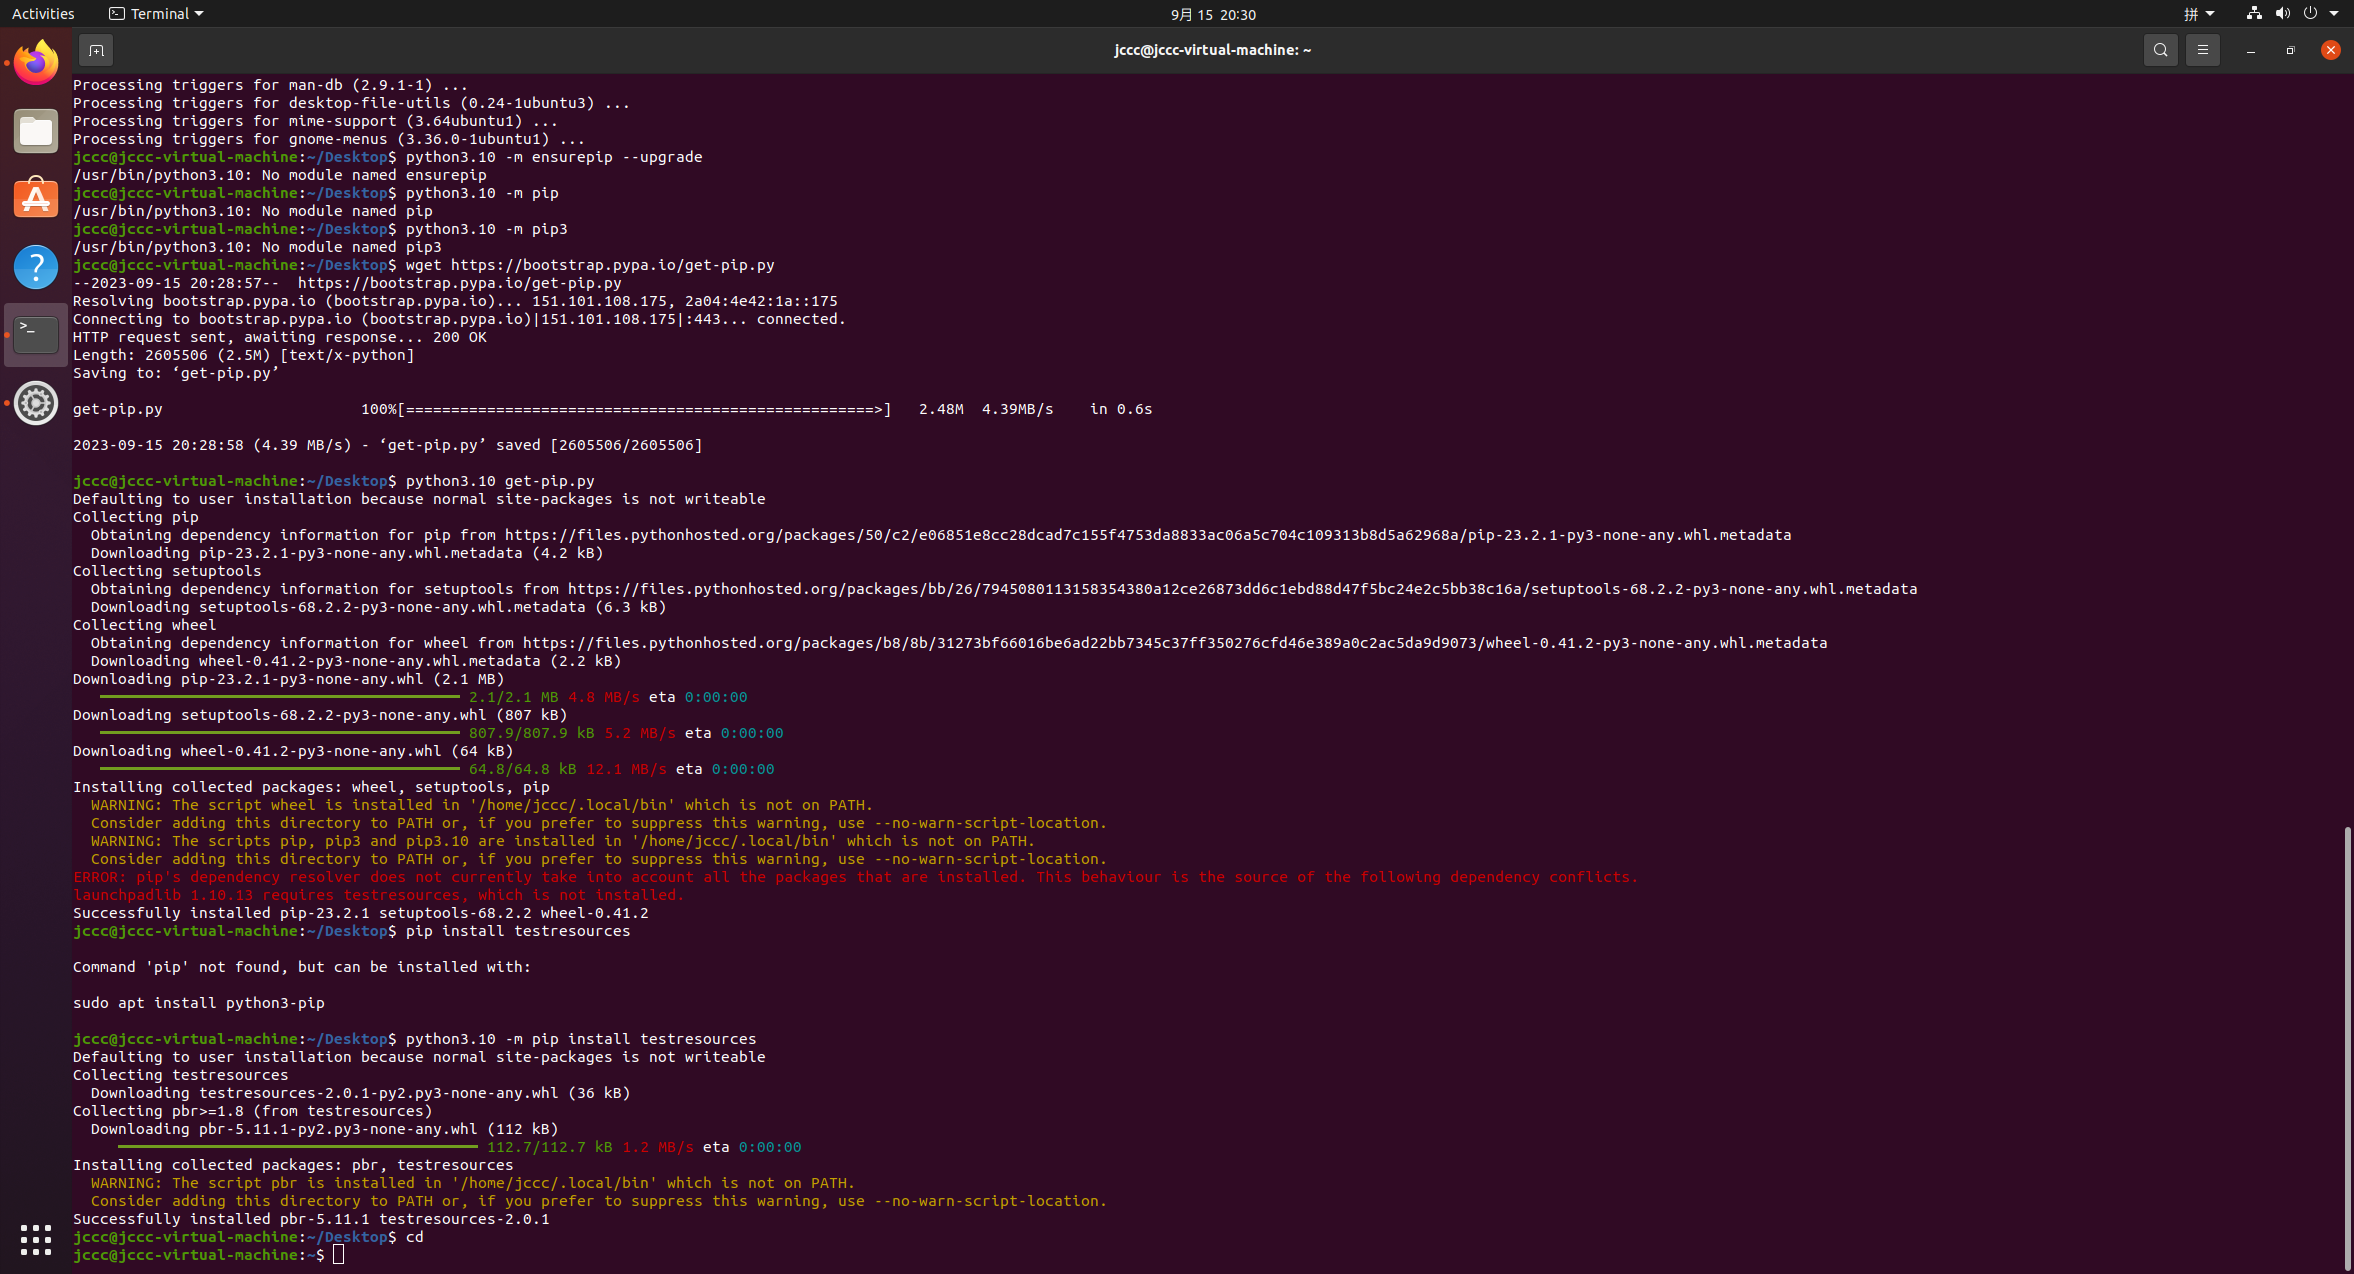 Activities
Terminal
9月 15 20:30
拼
jccc@jccc-virtual-machine: ~
Processing triggers for man-db (2.9.1-1) ...
Processing triggers for desktop-file-utils (0.24-1ubuntu3) ...
Processing triggers for mime-support (3.64ubuntu1) ...
Processing triggers for gnome-menus (3.36.0-1ubuntu1) ...
jccc@jccc-virtual-machine:~/Desktop$ python3.10 -m ensurepip --upgrade
/usr/bin/python3.10: No module named ensurepip
jccc@jccc-virtual-machine:~/Desktop$ python3.10 -m pip
/usr/bin/python3.10: No module named pip
jccc@jccc-virtual-machine:~/Desktop$ python3.10 -m pip3
/usr/bin/python3.10: No module named pip3
jccc@jccc-virtual-machine:~/Desktop$ wget https://bootstrap.pypa.io/get-pip.py
--2023-09-15 20:28:57--  https://bootstrap.pypa.io/get-pip.py
Resolving bootstrap.pypa.io (bootstrap.pypa.io)... 151.101.108.175, 2a04:4e42:1a::175
Connecting to bootstrap.pypa.io (bootstrap.pypa.io)|151.101.108.175|:443... connected.
HTTP request sent, awaiting response... 200 OK
Length: 2605506 (2.5M) [text/x-python]
Saving to: ‘get-pip.py’
get-pip.py 100%[====================================================>] 2.48M 4.39MB/s in 0.6s
2023-09-15 20:28:58 (4.39 MB/s) - ‘get-pip.py’ saved [2605506/2605506]
jccc@jccc-virtual-machine:~/Desktop$ python3.10 get-pip.py
Defaulting to user installation because normal site-packages is not writeable
Collecting pip
Obtaining dependency information for pip from https://files.pythonhosted.org/packages/50/c2/e06851e8cc28dcad7c155f4753da8833ac06a5c704c109313b8d5a62968a/pip-23.2.1-py3-none-any.whl.metadata
Downloading pip-23.2.1-py3-none-any.whl.metadata (4.2 kB)
Collecting setuptools
Obtaining dependency information for setuptools from https://files.pythonhosted.org/packages/bb/26/7945080113158354380a12ce26873dd6c1ebd88d47f5bc24e2c5bb38c16a/setuptools-68.2.2-py3-none-any.whl.metadata
Downloading setuptools-68.2.2-py3-none-any.whl.metadata (6.3 kB)
Collecting wheel
Obtaining dependency information for wheel from https://files.pythonhosted.org/packages/b8/8b/31273bf66016be6ad22bb7345c37ff350276cfd46e389a0c2ac5da9d9073/wheel-0.41.2-py3-none-any.whl.metadata
Downloading wheel-0.41.2-py3-none-any.whl.metadata (2.2 kB)
Downloading pip-23.2.1-py3-none-any.whl (2.1 MB)
2.1/2.1 MB 4.8 MB/s eta 0:00:00
Downloading setuptools-68.2.2-py3-none-any.whl (807 kB)
807.9/807.9 kB 5.2 MB/s eta 0:00:00
Downloading wheel-0.41.2-py3-none-any.whl (64 kB)
64.8/64.8 kB 12.1 MB/s eta 0:00:00
Installing collected packages: wheel, setuptools, pip
WARNING: The script wheel is installed in '/home/jccc/.local/bin' which is not on PATH.
Consider adding this directory to PATH or, if you prefer to suppress this warning, use --no-warn-script-location.
WARNING: The scripts pip, pip3 and pip3.10 are installed in '/home/jccc/.local/bin' which is not on PATH.
Consider adding this directory to PATH or, if you prefer to suppress this warning, use --no-warn-script-location.
ERROR: pip's dependency resolver does not currently take into account all the packages that are installed. This behaviour is the source of the following dependency conflicts.
launchpadlib 1.10.13 requires testresources, which is not installed.
Successfully installed pip-23.2.1 setuptools-68.2.2 wheel-0.41.2
jccc@jccc-virtual-machine:~/Desktop$ pip install testresources
Command 'pip' not found, but can be installed with:
sudo apt install python3-pip
jccc@jccc-virtual-machine:~/Desktop$ python3.10 -m pip install testresources
Defaulting to user installation because normal site-packages is not writeable
Collecting testresources
Downloading testresources-2.0.1-py2.py3-none-any.whl (36 kB)
Collecting pbr>=1.8 (from testresources)
Downloading pbr-5.11.1-py2.py3-none-any.whl (112 kB)
112.7/112.7 kB 1.2 MB/s eta 0:00:00
Installing collected packages: pbr, testresources
WARNING: The script pbr is installed in '/home/jccc/.local/bin' which is not on PATH.
Consider adding this directory to PATH or, if you prefer to suppress this warning, use --no-warn-script-location.
Successfully installed pbr-5.11.1 testresources-2.0.1
jccc@jccc-virtual-machine:~/Desktop$ cd
jccc@jccc-virtual-machine:~$